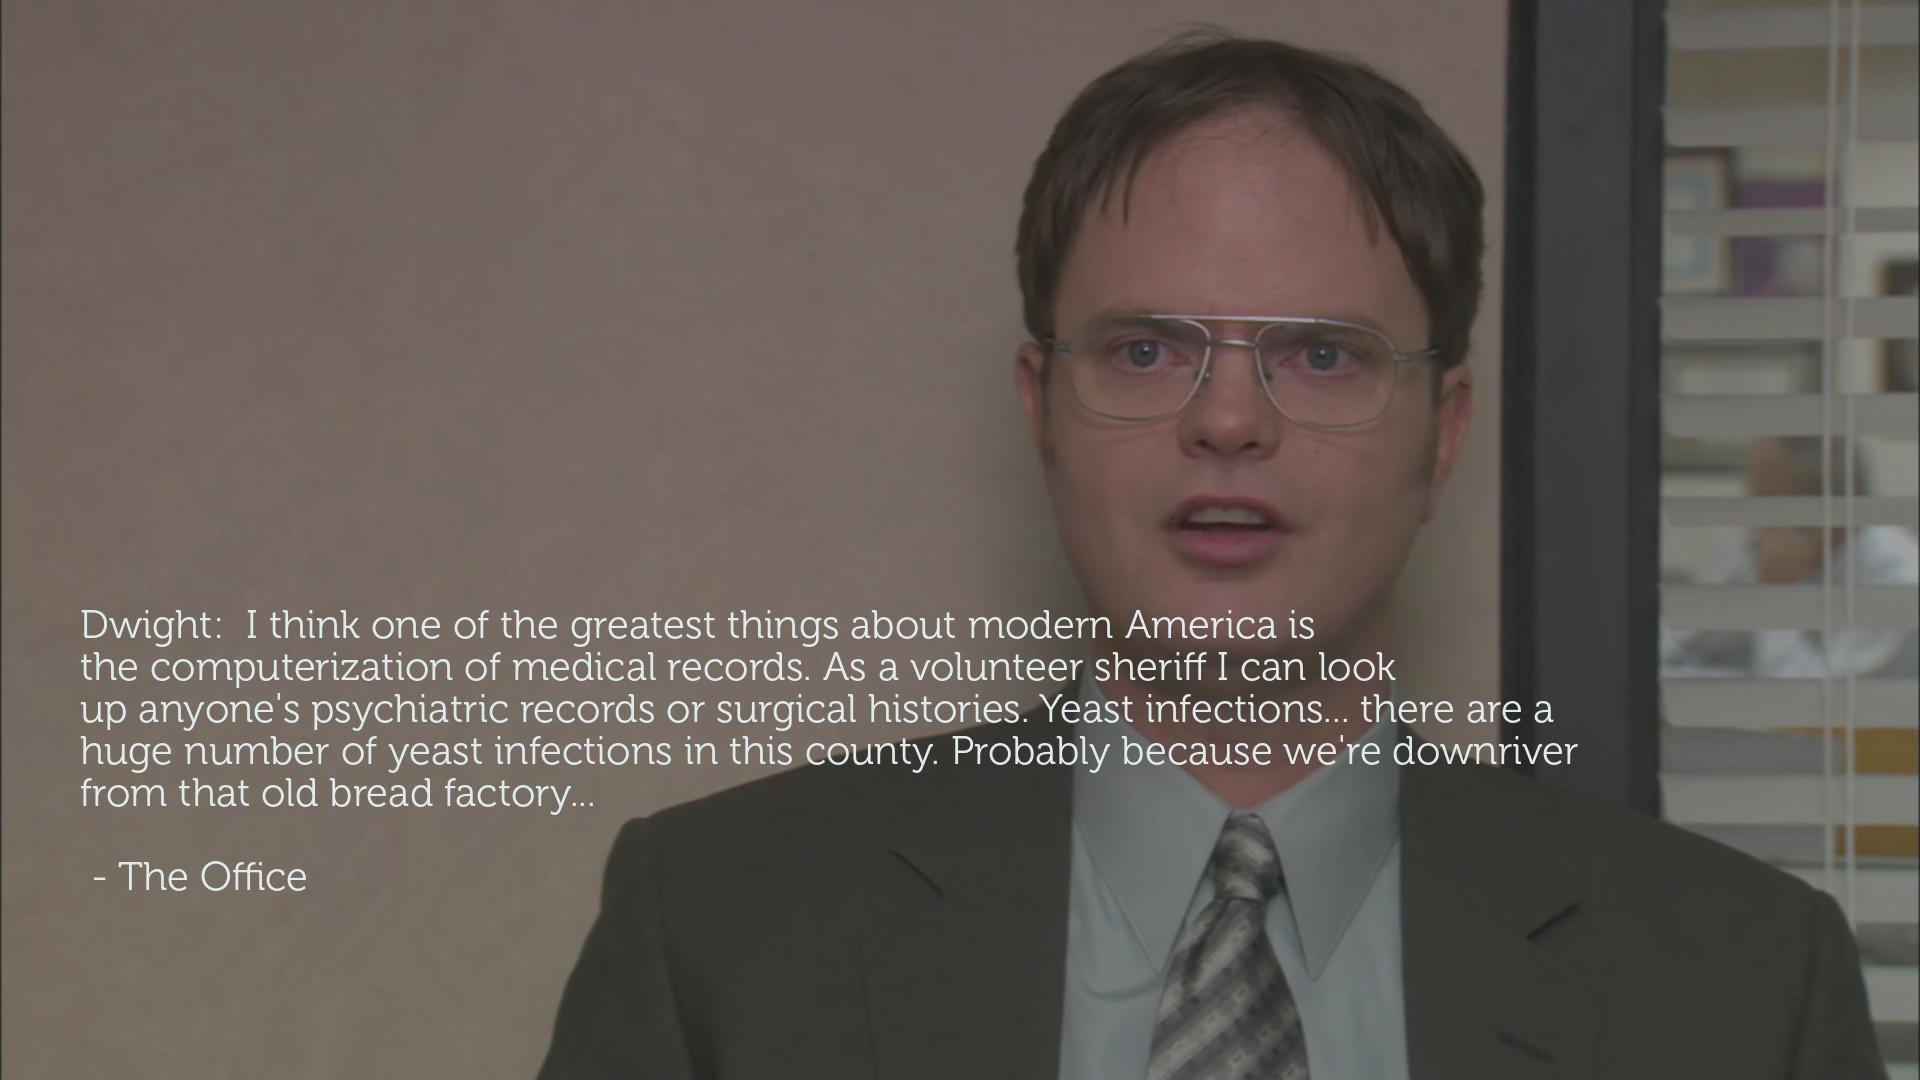 Dwight:  I think one of the greatest things about modern America is
the computerization of medical records. As a volunteer sheriff I can look
up anyone's psychiatric records or surgical histories. Yeast infections... there are a
huge number of yeast infections in this county. Probably because we're downriver
from that old bread factory...
- The Office